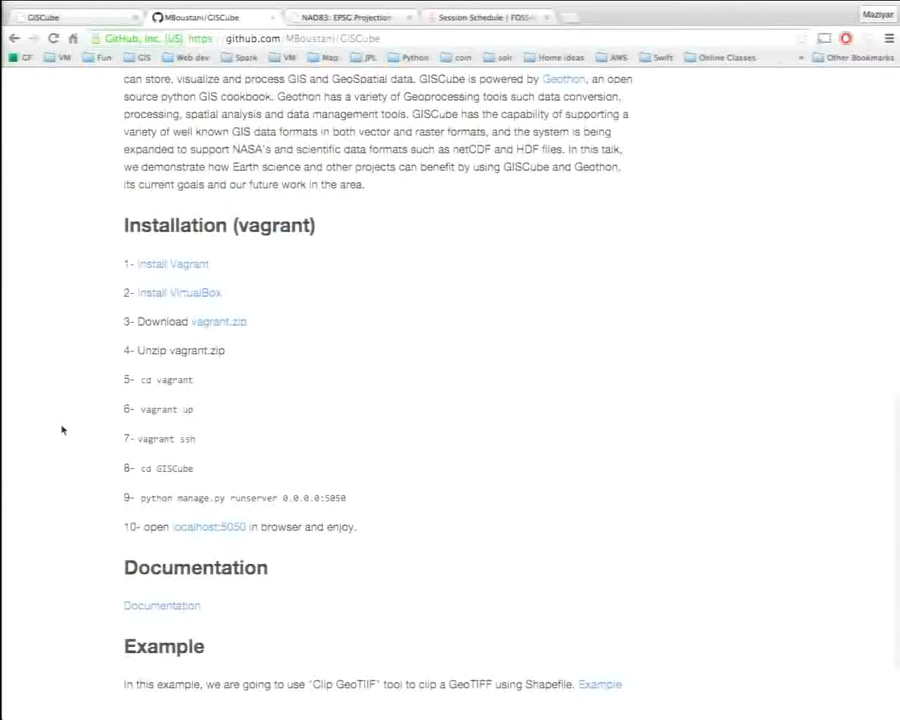 GISCube
MBoustani/GISCube
NAD83: EPSG Projection
Session Schedule | FOSS4
Maziyar
GitHub, Inc. [US] https github.com/MBoustani/GISCube
GF VM Fun GIS Web dev Spark Map JPL Python coin solr Home ideas AWS Swift Online Classes » Other Bookmarks
can store, visualize and process GIS and GeoSpatial data. GISCube is powered by Geothon, an open
source python GIS cookbook. Geothon has a variety of Geoprocessing tools such data conversion,
processing, spatial analysis and data management tools. GISCube has the capability of supporting a
variety of well known GIS data formats in both vector and raster formats, and the system is being
expanded to support NASA's and scientific data formats such as netCDF and HDF files. In this talk,
we demonstrate how Earth science and other projects can benefit by using GISCube and Geothon,
its current goals and our future work in the area.
Installation (vagrant)
1- Install Vagrant
2- Install VirtualBox
3- Download vagrant.zip
4- Unzip vagrant.zip
5- cd vagrant
6- vagrant up
7- vagrant ssh
8- cd GISCube
9- python manage.py runserver 0.0.0.0:5050
10- open localhost:5050 in browser and enjoy.
Documentation
Documentation
Example
In this example, we are going to use "Clip GeoTIIF" tool to clip a GeoTIFF using Shapefile. Example